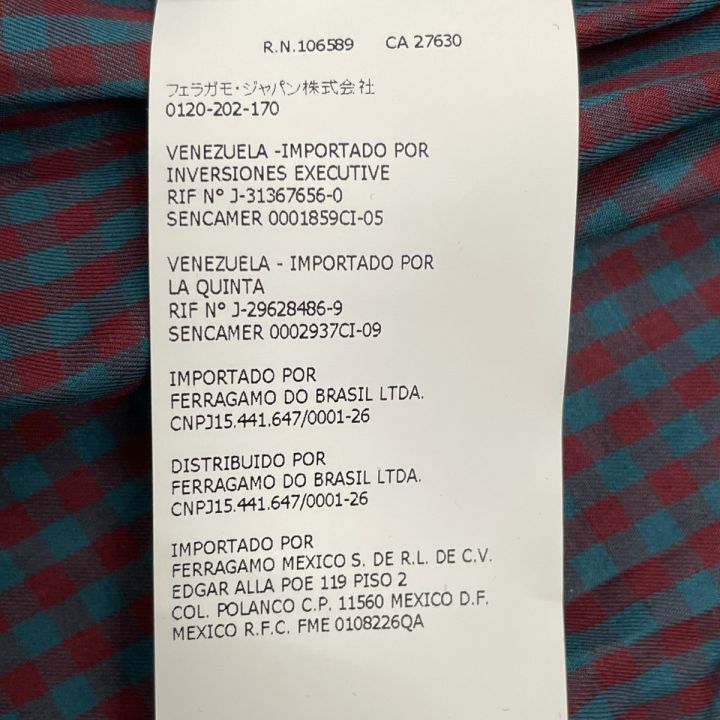 R.N.106589 CA 27630
フェラガモ・ジャパン株式会社
0120-202-170
VENEZUELA -IMPORTADO POR
INVERSIONES EXECUTIVE
RIF Nº J-31367656-0
SENCAMER 0001859CI-05
VENEZUELA - IMPORTADO POR
LA QUINTA
RIF Nº J-29628486-9
SENCAMER 0002937CI-09
IMPORTADO POR
FERRAGAMO DO BRASIL LTDA.
CNPJ15.441.647/0001-26
DISTRIBUIDO POR
FERRAGAMO DO BRASIL LTDA.
CNPJ15.441.647/0001-26
IMPORTADO POR
FERRAGAMO MEXICO S. DE R.L. DE C.V.
EDGAR ALLA POE 119 PISO 2
COL. POLANCO C.P. 11560 MEXICO D.F.
MEXICO R.F.C. FME 0108226QA